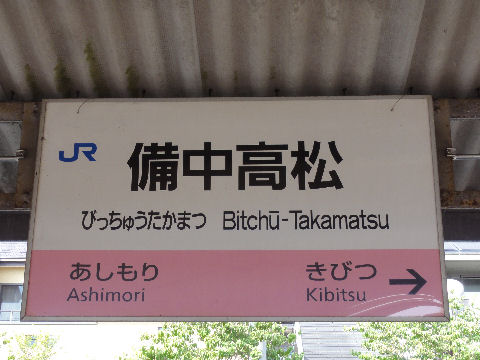 JR 備中高松
びっちゅうたかまつ Bitchū-Takamatsu
あしもり きびつ →
Ashimori Kibitsu